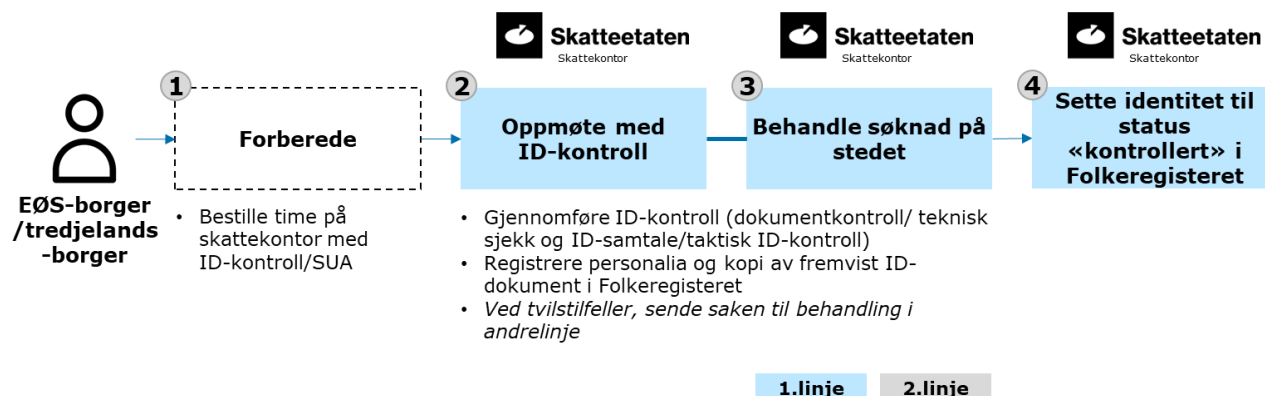 Skatteetaten
Skattekontor
Skatteetaten
Skattekontor
Skatteetaten
Skattekontor
EØS-borger
/tredjelands
-borger
1
Forberede
• Bestille time på
skattekontor med
ID-kontroll/SUA
2
Oppmøte med
ID-kontroll
3
Behandle søknad på
stedet
• Gjennomføre ID-kontroll (dokumentkontroll/ teknisk
sjekk og ID-samtale/taktisk ID-kontroll)
• Registrere personalia og kopi av fremvist ID-
dokument i Folkeregisteret
• Ved tvilstilfeller, sende saken til behandling i
andrelinje
4
Sette identitet til
status
«kontrollert» i
Folkeregisteret
1.linje
2.linje